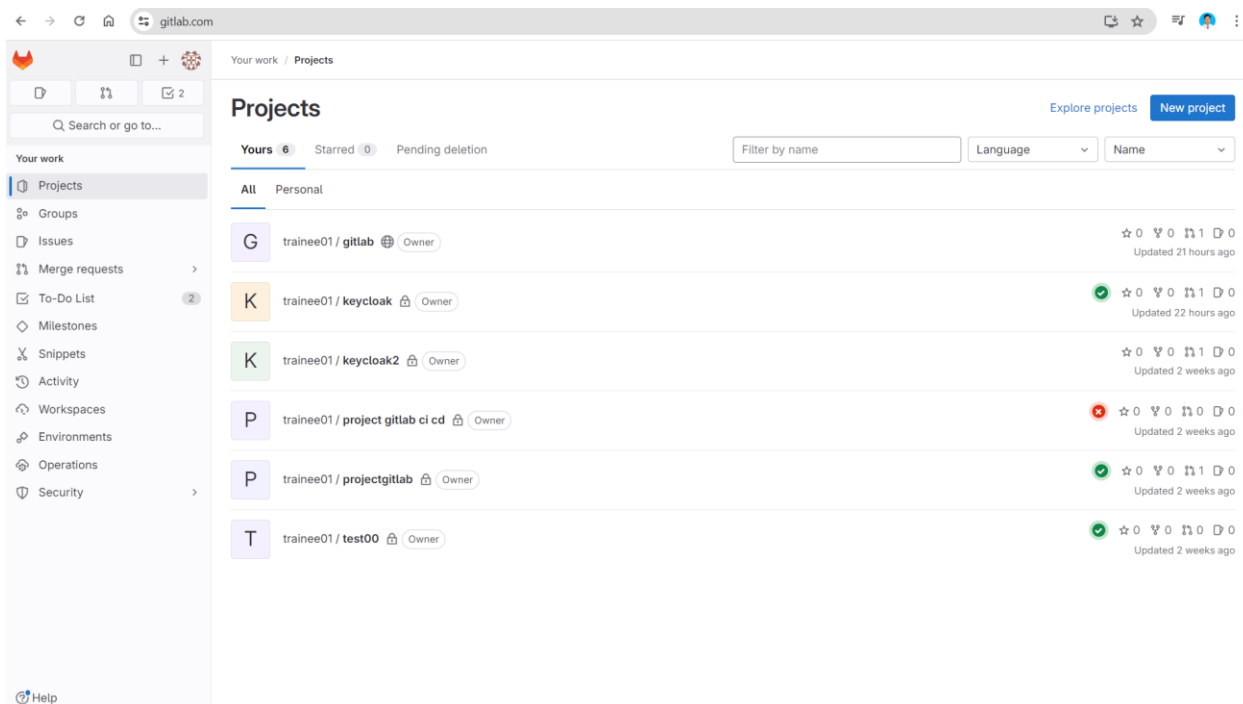 gitlab.com
Your work / Projects
2
Search or go to...
Your work
Projects
Groups
Issues
Merge requests
To-Do List 2
Milestones
Snippets
Activity
Workspaces
Environments
Operations
Security
Help
Projects
Explore projects New project
Yours 6 Starred 0 Pending deletion
Filter by name Language Name
All Personal
G trainee01 / gitlab Owner 0 0 1 0
Updated 21 hours ago
K trainee01 / keycloak Owner 0 0 1 0
Updated 22 hours ago
K trainee01 / keycloak2 Owner 0 0 1 0
Updated 2 weeks ago
P trainee01 / project gitlab ci cd Owner 0 0 0 0
Updated 2 weeks ago
P trainee01 / projectgitlab Owner 0 0 1 0
Updated 2 weeks ago
T trainee01 / test00 Owner 0 0 0 0
Updated 2 weeks ago